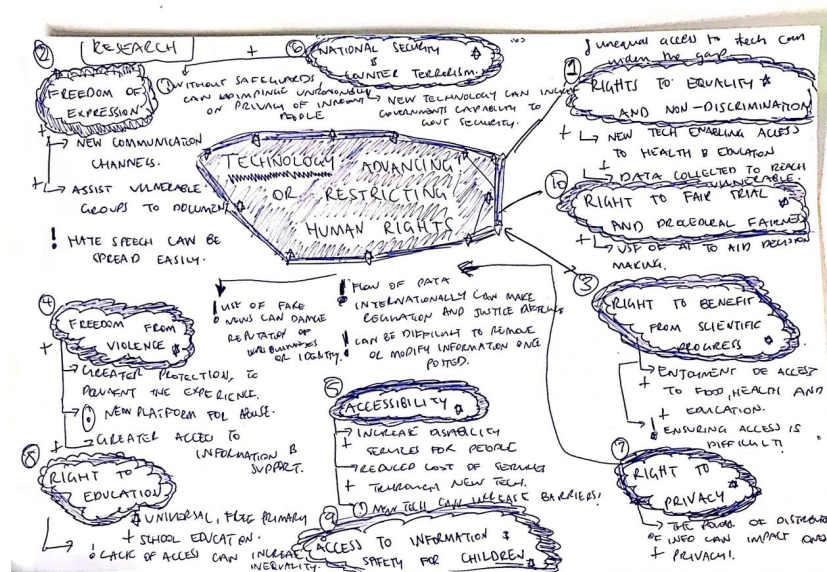 ②
RESEARCH
FREEDOM OF
EXPRESSION
+ NEW COMMUNICATION
CHANNELS.
+ ASSIST VULNERABLE
GROUPS TO DOCUMENT
! HATE SPEECH CAN BE
SPREAD EASILY.
+
⑥ NATIONAL SECURITY
&
COUNTER TERRORISM.
! WITHOUT SAFEGUARDS,
CAN IMPINGE
ON PRIVACY OF INNOCENT
PEOPLE
NEW TECHNOLOGY CAN INCREASE
GOVERNMENTS CAPABILITY TO
SECURITY.
TECHNOLOGY ADVANCING
OR RESTRICTING
HUMAN RIGHTS
! unequal access to tech can
widen the gap
①
RIGHTS TO EQUALITY
AND NON-DISCRIMINATION
+ NEW TECH ENABLING ACCESS
TO HEALTH & EDUCATION
+ DATA COLLECTED TO REACH
VULNERABLE.
⑩
RIGHT TO FAIR TRIAL
AND PROCEDURAL FAIRNESS
+ USE OF AI TO AID DECISION
MAKING.
③
RIGHT TO BENEFIT
FROM SCIENTIFIC
PROGRESS
+ ENJOYMENT OF ACCESS
TO FOOD, HEALTH AND
EDUCATION.
! ENSURING ACCESS IS
DIFFICULT!
! USE OF FAKE
NEWS CAN DAMAGE
REPUTATION OF
OR IDENTITY.
! FLOW OF DATA
INTERNATIONALLY CAN MAKE
REGULATION AND JUSTICE DIFFICULT
! CAN BE DIFFICULT TO REMOVE
OR MODIFY INFORMATION ONCE
POSTED.
④
FREEDOM FROM
VIOLENCE
+ GREATER PROTECTION, TO
PREVENT THE EXPERIENCE.
! NEW PLATFORM FOR ABUSE.
+ GREATER ACCESS TO
INFORMATION &
SUPPORT.
ACCESSIBILITY
+ INCREASE DISABILITY
SERVICES FOR PEOPLE
+ REDUCED COST OF SERVICES
THROUGH NEW TECH.
! NEW TECH CAN INCREASE BARRIERS!
⑦
RIGHT TO
PRIVACY
+ THE POWER OF
OF INFO CAN IMPACT ONES
PRIVACY!
⑧
RIGHT TO
EDUCATION
+ UNIVERSAL, FREE PRIMARY
SCHOOL EDUCATION.
! LACK OF ACCESS CAN INCREASE
INEQUALITY.
⑨
ACCESS TO INFORMATION &
SAFETY FOR CHILDREN